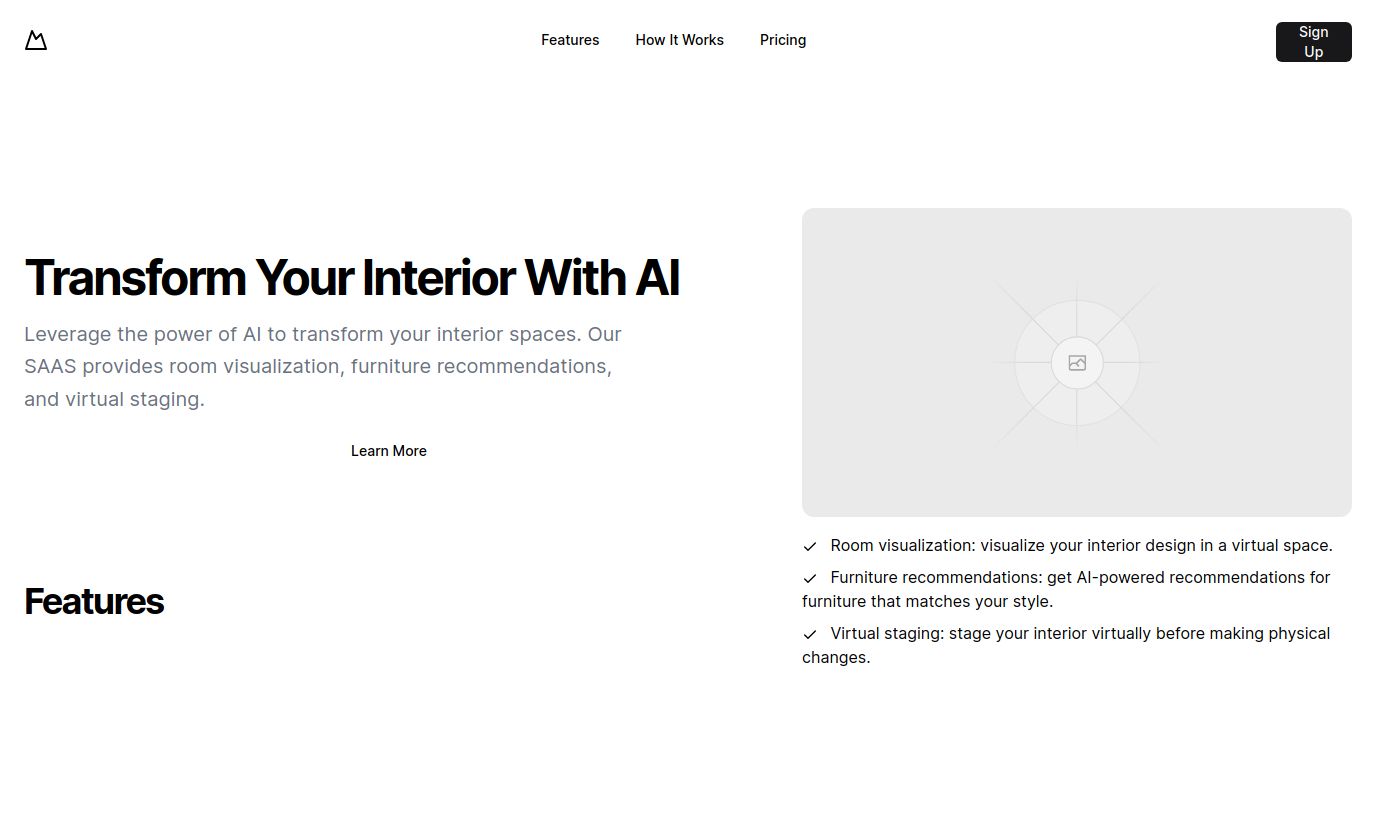 Features
How It Works
Pricing
Sign
Up
Transform Your Interior With AI
Leverage the power of AI to transform your interior spaces. Our
SAAS provides room visualization, furniture recommendations,
and virtual staging.
Learn More
Features
Room visualization: visualize your interior design in a virtual space.
Furniture recommendations: get AI-powered recommendations for
furniture that matches your style.
Virtual staging: stage your interior virtually before making physical
changes.